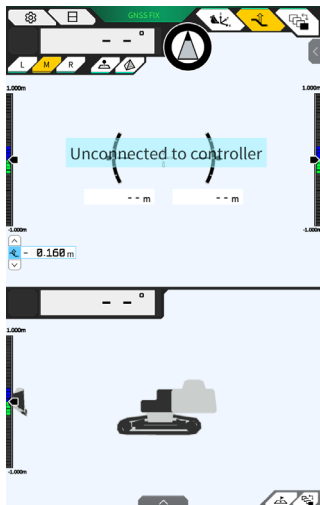 GNSS FIX
- - °
L M R
1.000m 1.000m
Unconnected to controller
- - m - - m
-1.000m -1.000m
- 0.160 m
- - °
1.000m
-1.000m